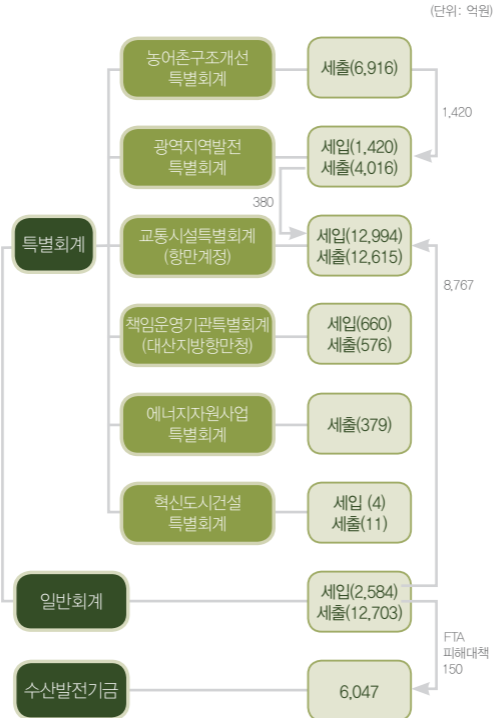 (단위: 억원)
농어촌구조개선
특별회계
세출(6,916)
1,420
광역지역발전
특별회계
세입(1,420)
세출(4,016)
380
특별회계
교통시설특별회계
(항만계정)
세입(12,994)
세출(12,615)
8,767
책임운영기관특별회계
(대산지방항만청)
세입(660)
세출(576)
에너지자원사업
특별회계
세출(379)
혁신도시건설
특별회계
세입 (4)
세출(11)
일반회계
세입(2,584)
세출(12,703)
FTA
피해대책
150
수산발전기금
6,047